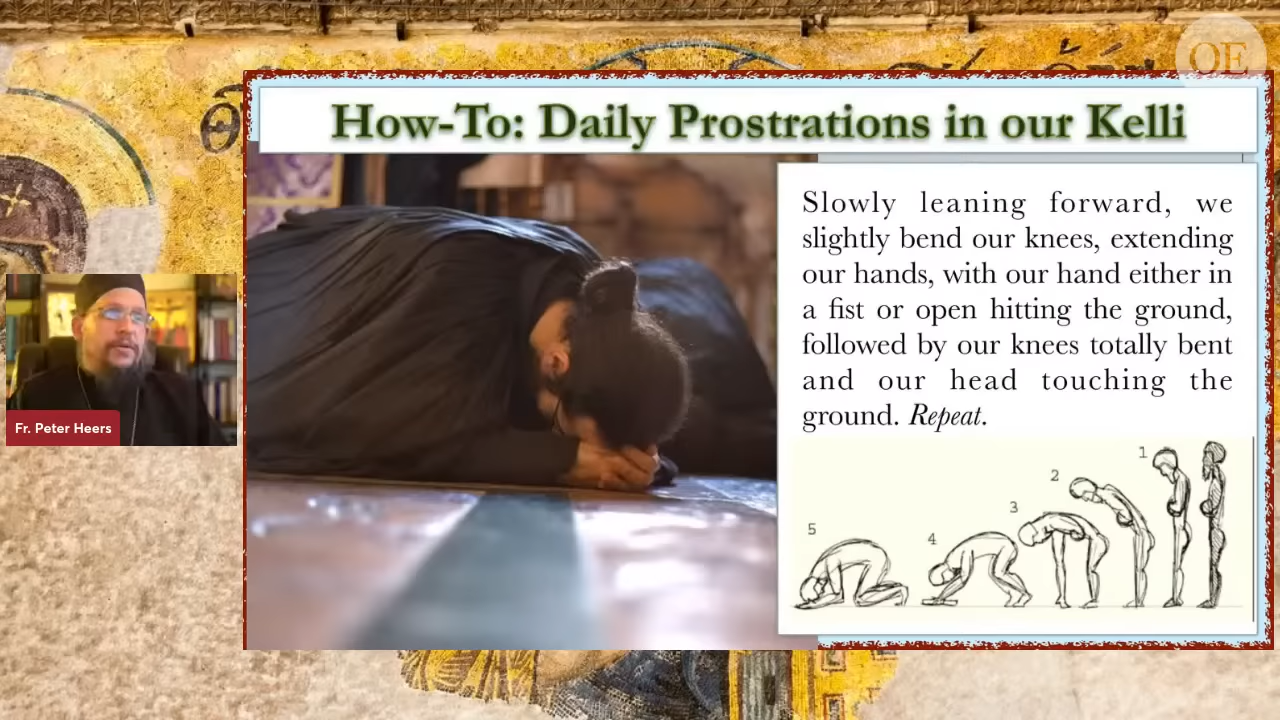 OE
How-To: Daily Prostrations in our Kelli
Slowly leaning forward, we
slightly bend our knees, extending
our hands, with our hand either in
a fist or open hitting the ground,
followed by our knees totally bent
and our head touching the
ground. Repeat.
1
2
3
4
5
Fr. Peter Heers